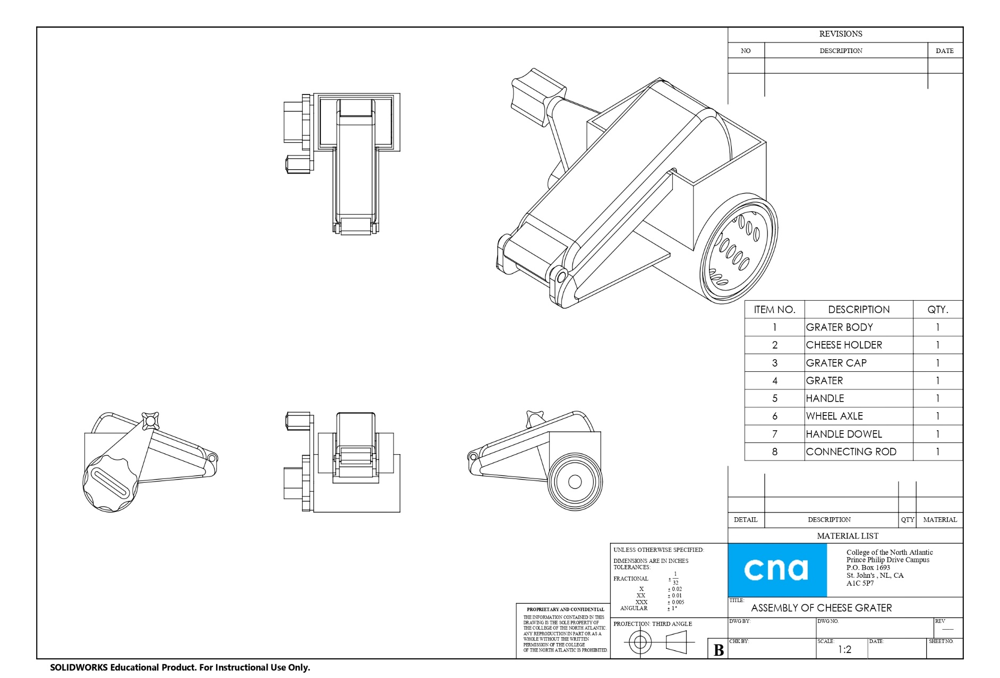 REVISIONS
NO DESCRIPTION DATE
ITEM NO. DESCRIPTION QTY.
1 GRATER BODY 1
2 CHEESE HOLDER 1
3 GRATER CAP 1
4 GRATER 1
5 HANDLE 1
6 WHEEL AXLE 1
7 HANDLE DOWEL 1
8 CONNECTING ROD 1
DETAIL DESCRIPTION QTY MATERIAL
MATERIAL LIST
UNLESS OTHERWISE SPECIFIED:
DIMENSIONS ARE IN INCHES
TOLERANCES:
FRACTIONAL ± 1/32
X ± 0.02
XX ± 0.01
XXX ± 0.005
ANGULAR ± 1°
PROJECTION: THIRD ANGLE
cna
College of the North Atlantic
Prince Philip Drive Campus
P.O. Box 1693
St. John's , NL, CA
A1C 5P7
TITLE:
ASSEMBLY OF CHEESE GRATER
DWG BY: DWG NO. REV
CHK BY: SCALE: DATE: SHEET NO.
1:2
B
PROPRIETARY AND CONFIDENTIAL
THE INFORMATION CONTAINED IN THIS
DRAWING IS THE SOLE PROPERTY OF
THE COLLEGE OF THE NORTH ATLANTIC.
ANY REPRODUCTION IN PART OR AS A
WHOLE WITHOUT THE WRITTEN
PERMISSION OF THE COLLEGE
OF THE NORTH ATLANTIC IS PROHIBITED.
SOLIDWORKS Educational Product. For Instructional Use Only.